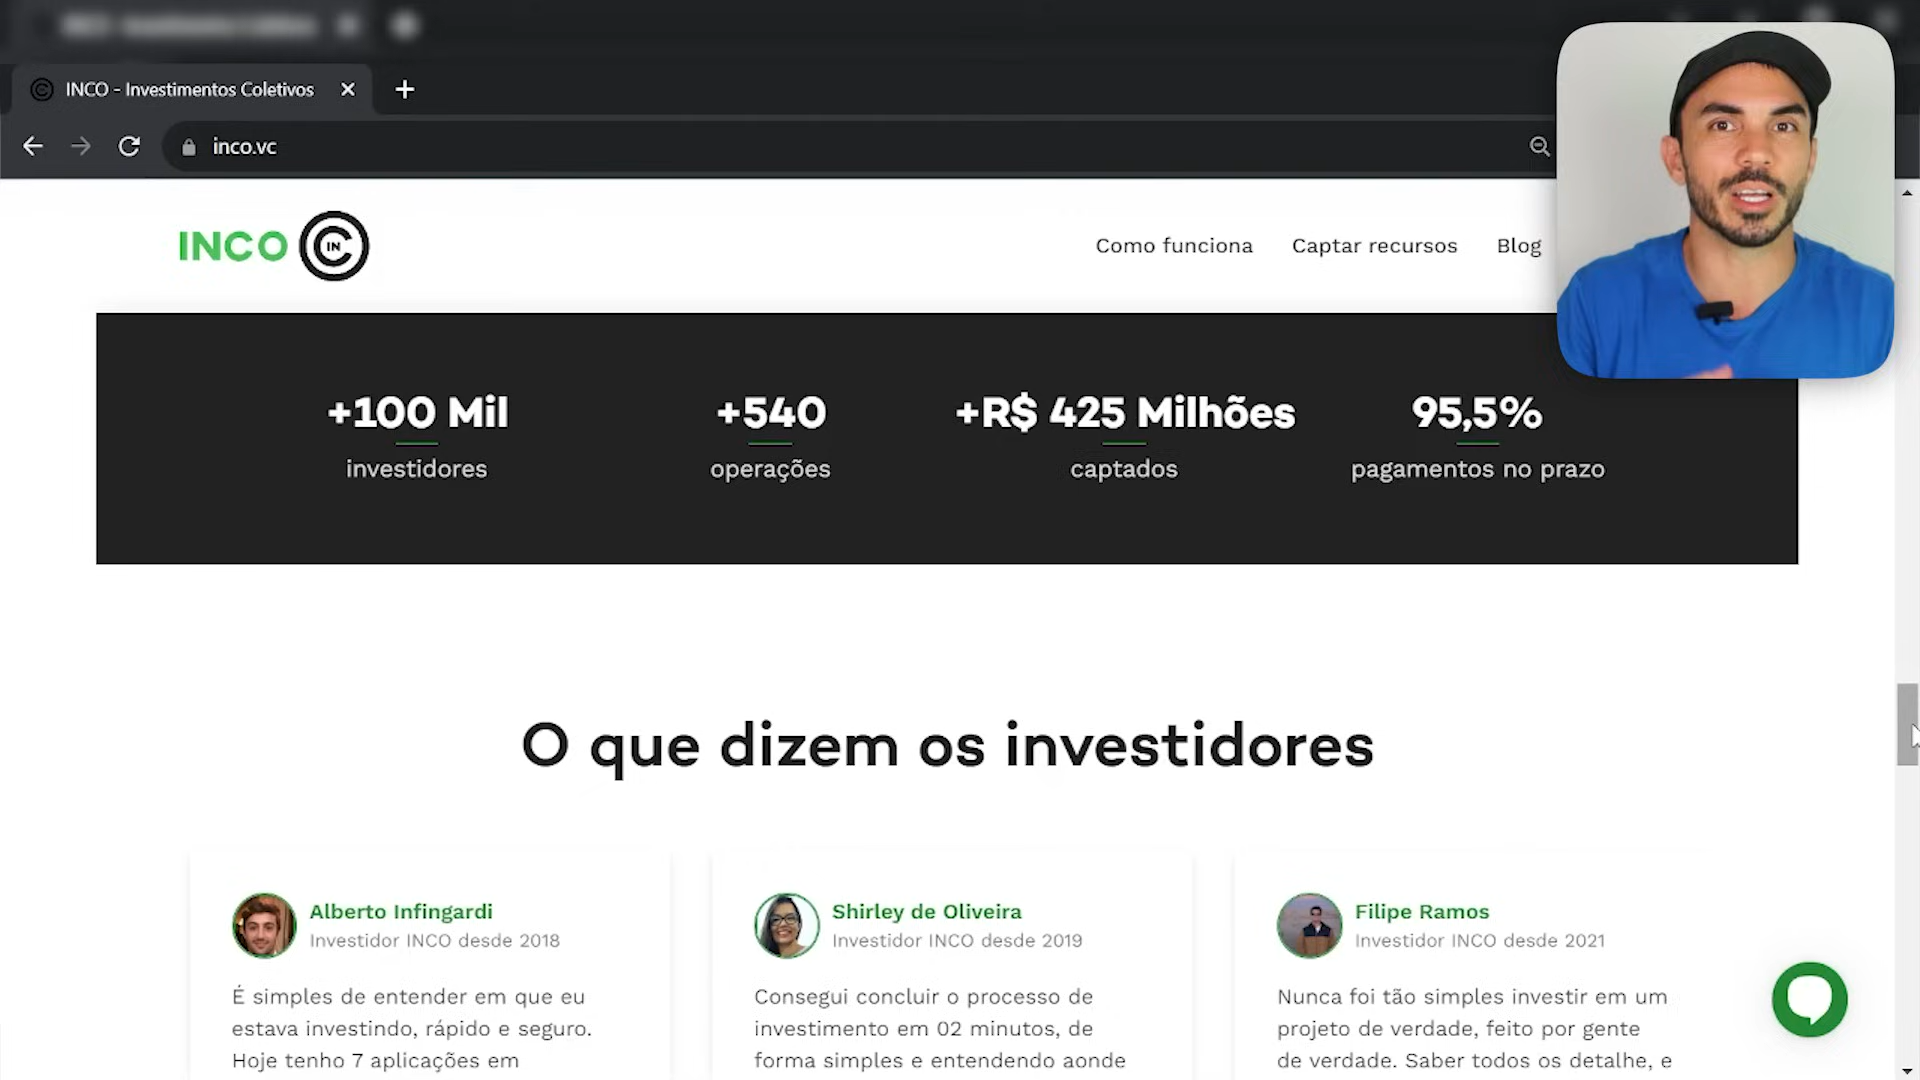 INCO - Investimentos Coletivos
inco.vc
INCO IN
Como funciona Captar recursos Blog
+100 Mil
investidores
+540
operações
+R$ 425 Milhões
captados
95,5%
pagamentos no prazo
O que dizem os investidores
Alberto Infingardi
Investidor INCO desde 2018
É simples de entender em que eu
estava investindo, rápido e seguro.
Hoje tenho 7 aplicações em
Shirley de Oliveira
Investidor INCO desde 2019
Consegui concluir o processo de
investimento em 02 minutos, de
forma simples e entendendo aonde
Filipe Ramos
Investidor INCO desde 2021
Nunca foi tão simples investir em um
projeto de verdade, feito por gente
de verdade. Saber todos os detalhe, e